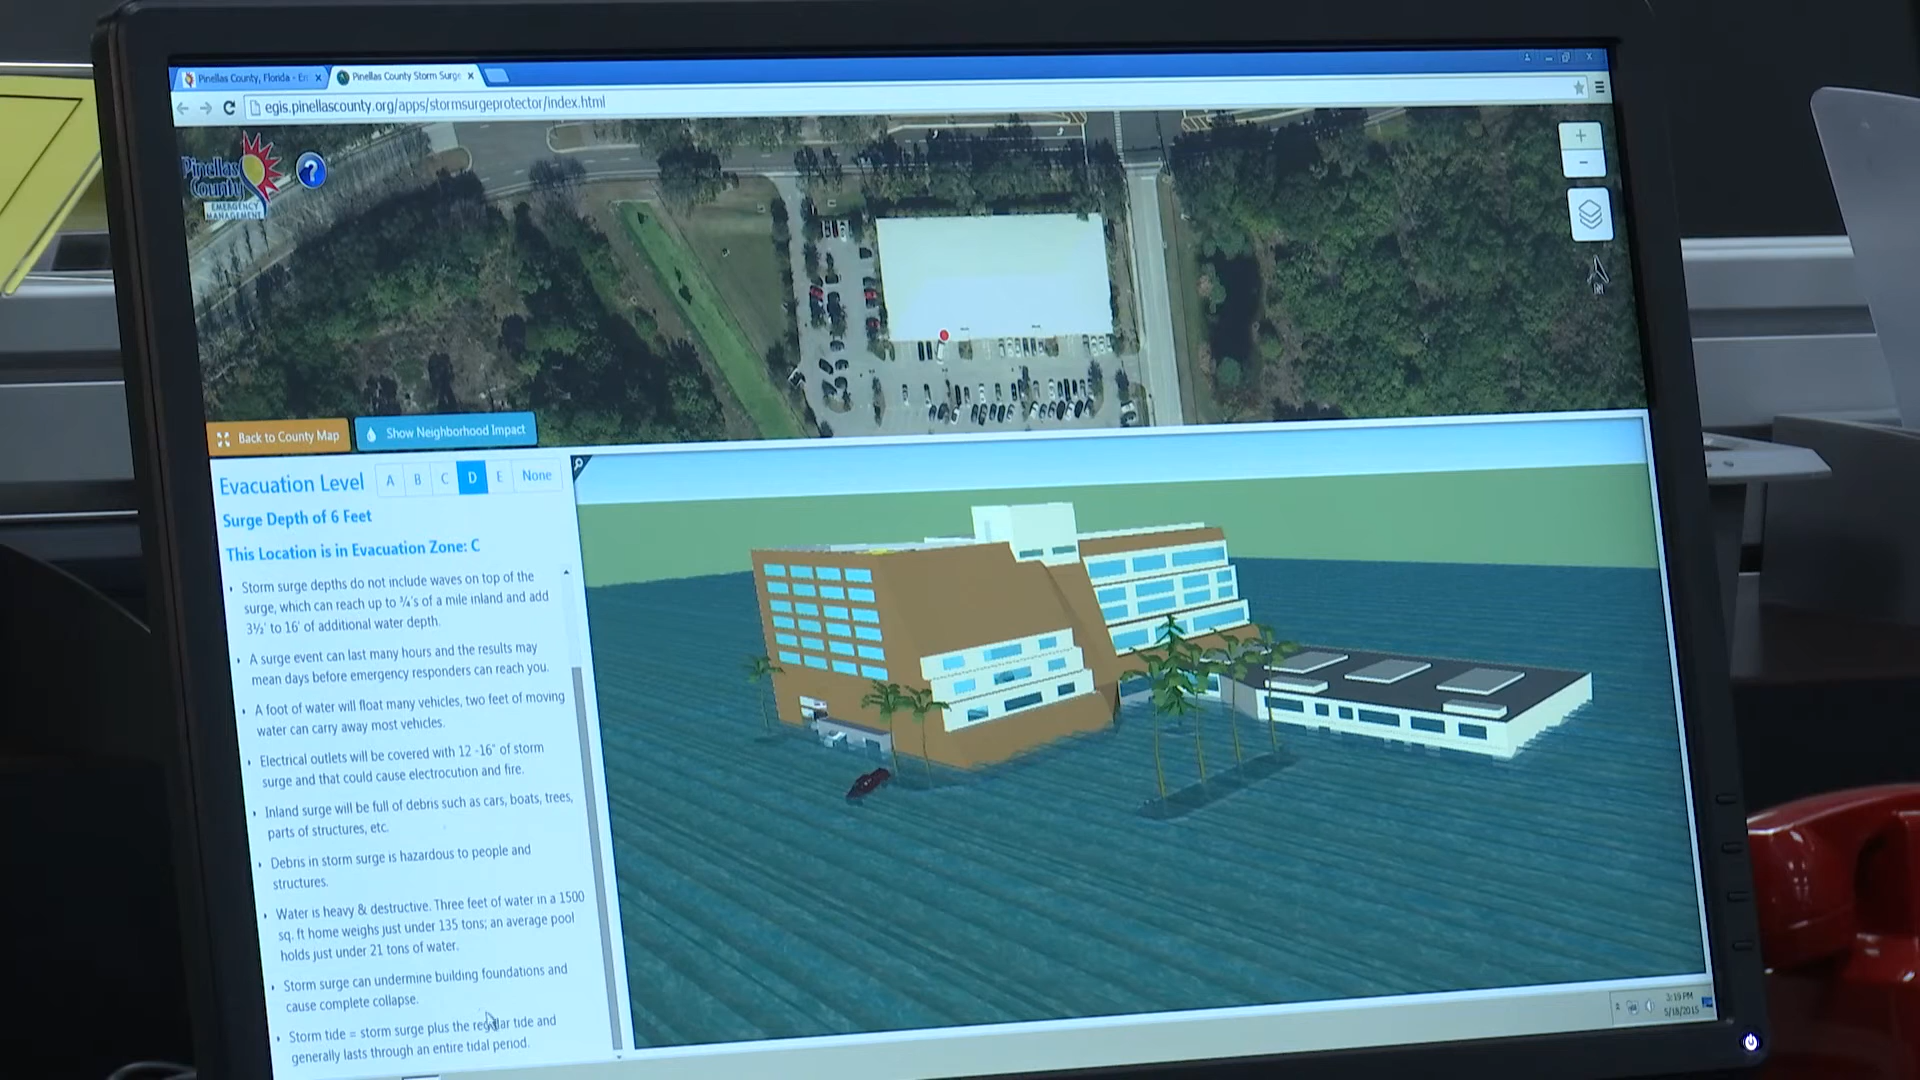 Pinellas County, Florida - Em
Pinellas County Storm Surge
egis.pinellascounty.org/apps/stormsurgeprotector/index.html
Pinellas
County
EMERGENCY
MANAGEMENT
?
+
-
N
Back to County Map
Show Neighborhood Impact
Evacuation Level A B C D E None
Surge Depth of 6 Feet
This Location is in Evacuation Zone: C
Storm surge depths do not include waves on top of the
surge, which can reach up to ¾'s of a mile inland and add
3½' to 16' of additional water depth.
A surge event can last many hours and the results may
mean days before emergency responders can reach you.
A foot of water will float many vehicles, two feet of moving
water can carry away most vehicles.
Electrical outlets will be covered with 12 -16" of storm
surge and that could cause electrocution and fire.
Inland surge will be full of debris such as cars, boats, trees,
parts of structures, etc.
Debris in storm surge is hazardous to people and
structures.
Water is heavy & destructive. Three feet of water in a 1500
sq. ft home weighs just under 135 tons; an average pool
holds just under 21 tons of water.
Storm surge can undermine building foundations and
cause complete collapse.
Storm tide = storm surge plus the regular tide and
generally lasts through an entire tidal period.
3:19 PM
5/18/2015